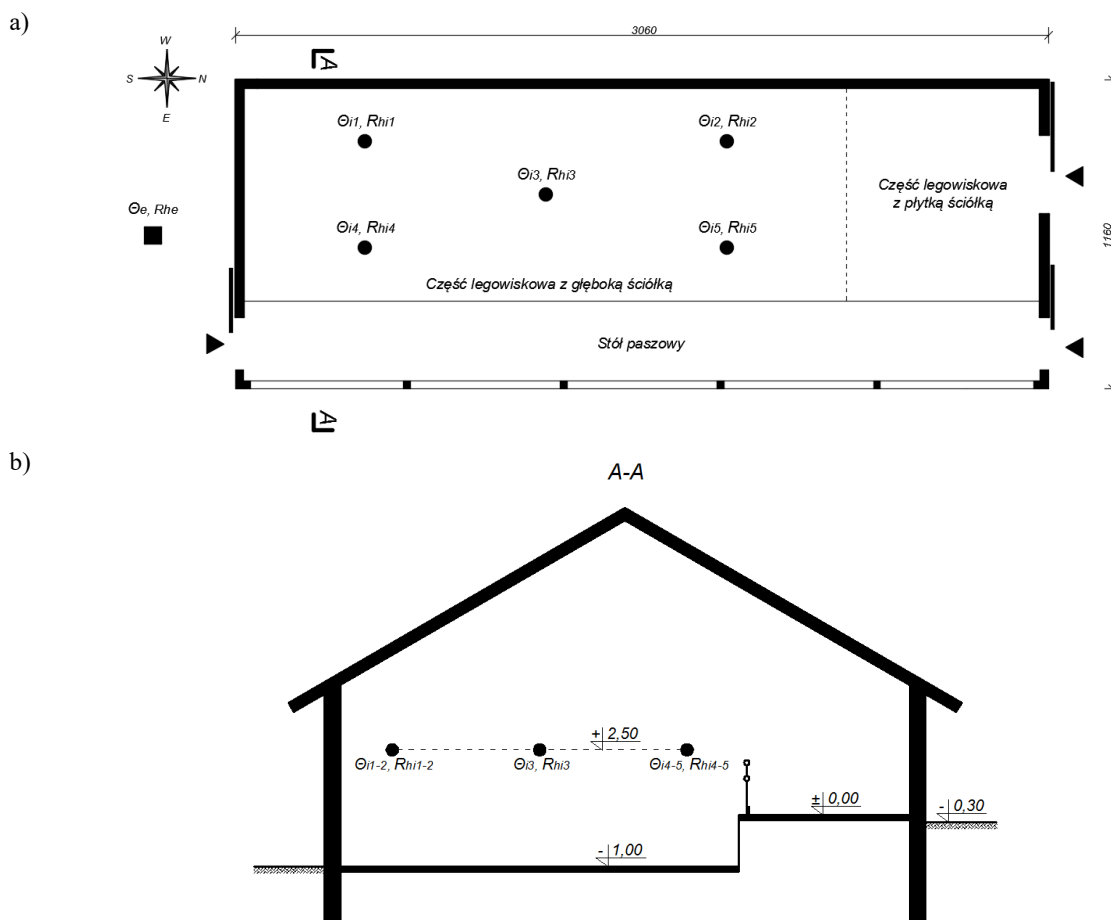 a)
3060
A
W
S N
E
Θi1, Rhi1
Θi2, Rhi2
Θi3, Rhi3
Część legowiskowa
z płytką ściółką
Θe, Rhe
Θi4, Rhi4
Θi5, Rhi5
1160
Część legowiskowa z głęboką ściółką
Stół paszowy
A
b)
A-A
+ 2,50
Θi1-2, Rhi1-2
Θi3, Rhi3
Θi4-5, Rhi4-5
± 0,00
- 0,30
- 1,00